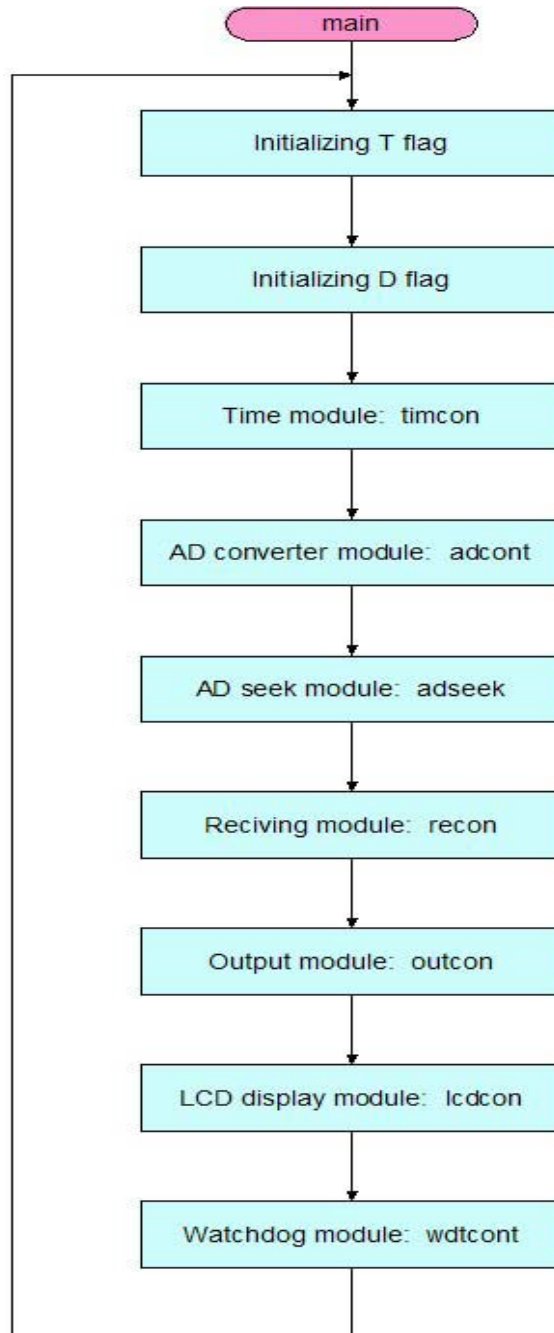 main
Initializing T flag
Initializing D flag
Time module: timcon
AD converter module: adcont
AD seek module: adseek
Reciving module: recon
Output module: outcon
LCD display module: lcdcon
Watchdog module: wdtcont